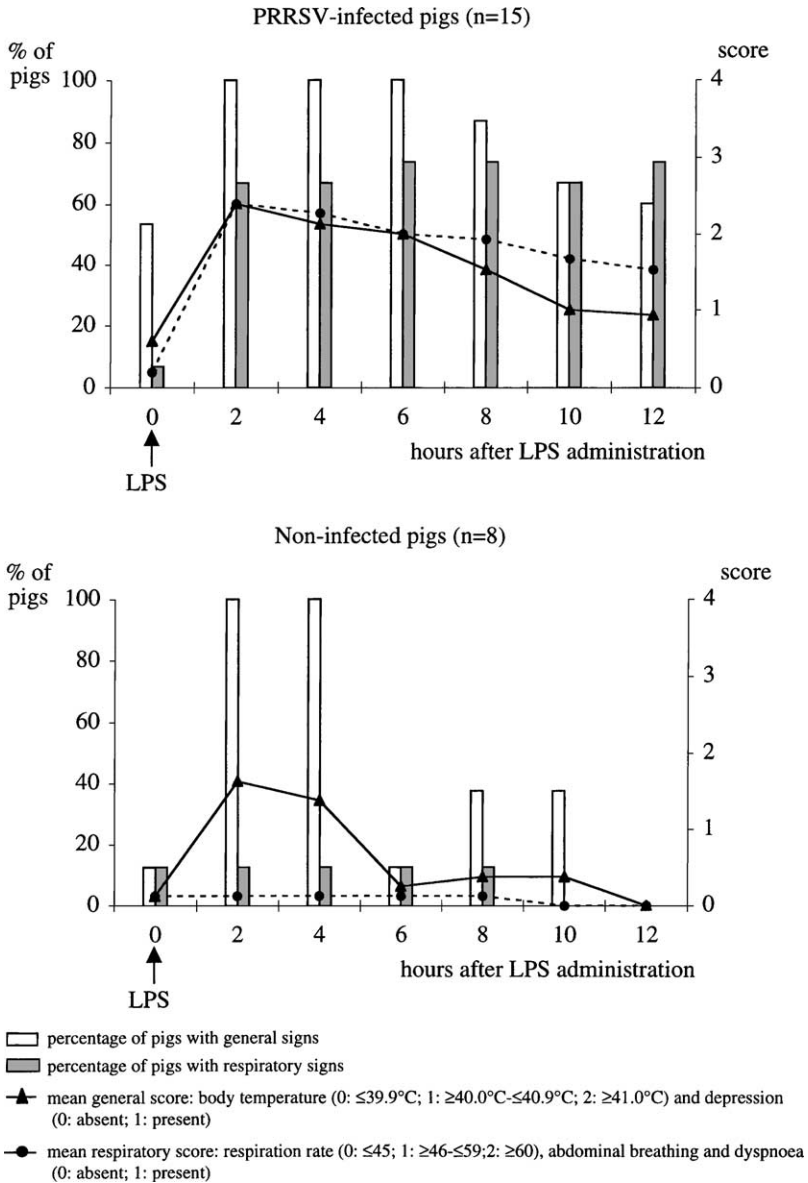 PRRSV-infected pigs (n=15)
% of pigs
score
100
80
60
40
20
0
4
3
2
1
0
0 2 4 6 8 10 12
hours after LPS administration
LPS
Non-infected pigs (n=8)
% of pigs
score
100
80
60
40
20
0
4
3
2
1
0
0 2 4 6 8 10 12
hours after LPS administration
LPS
percentage of pigs with general signs
percentage of pigs with respiratory signs
mean general score: body temperature (0: ≤39.9°C; 1: ≥40.0°C-≤40.9°C; 2: ≥41.0°C) and depression
(0: absent; 1: present)
mean respiratory score: respiration rate (0: ≤45; 1: ≥46-≤59;2: ≥60), abdominal breathing and dyspnoea
(0: absent; 1: present)